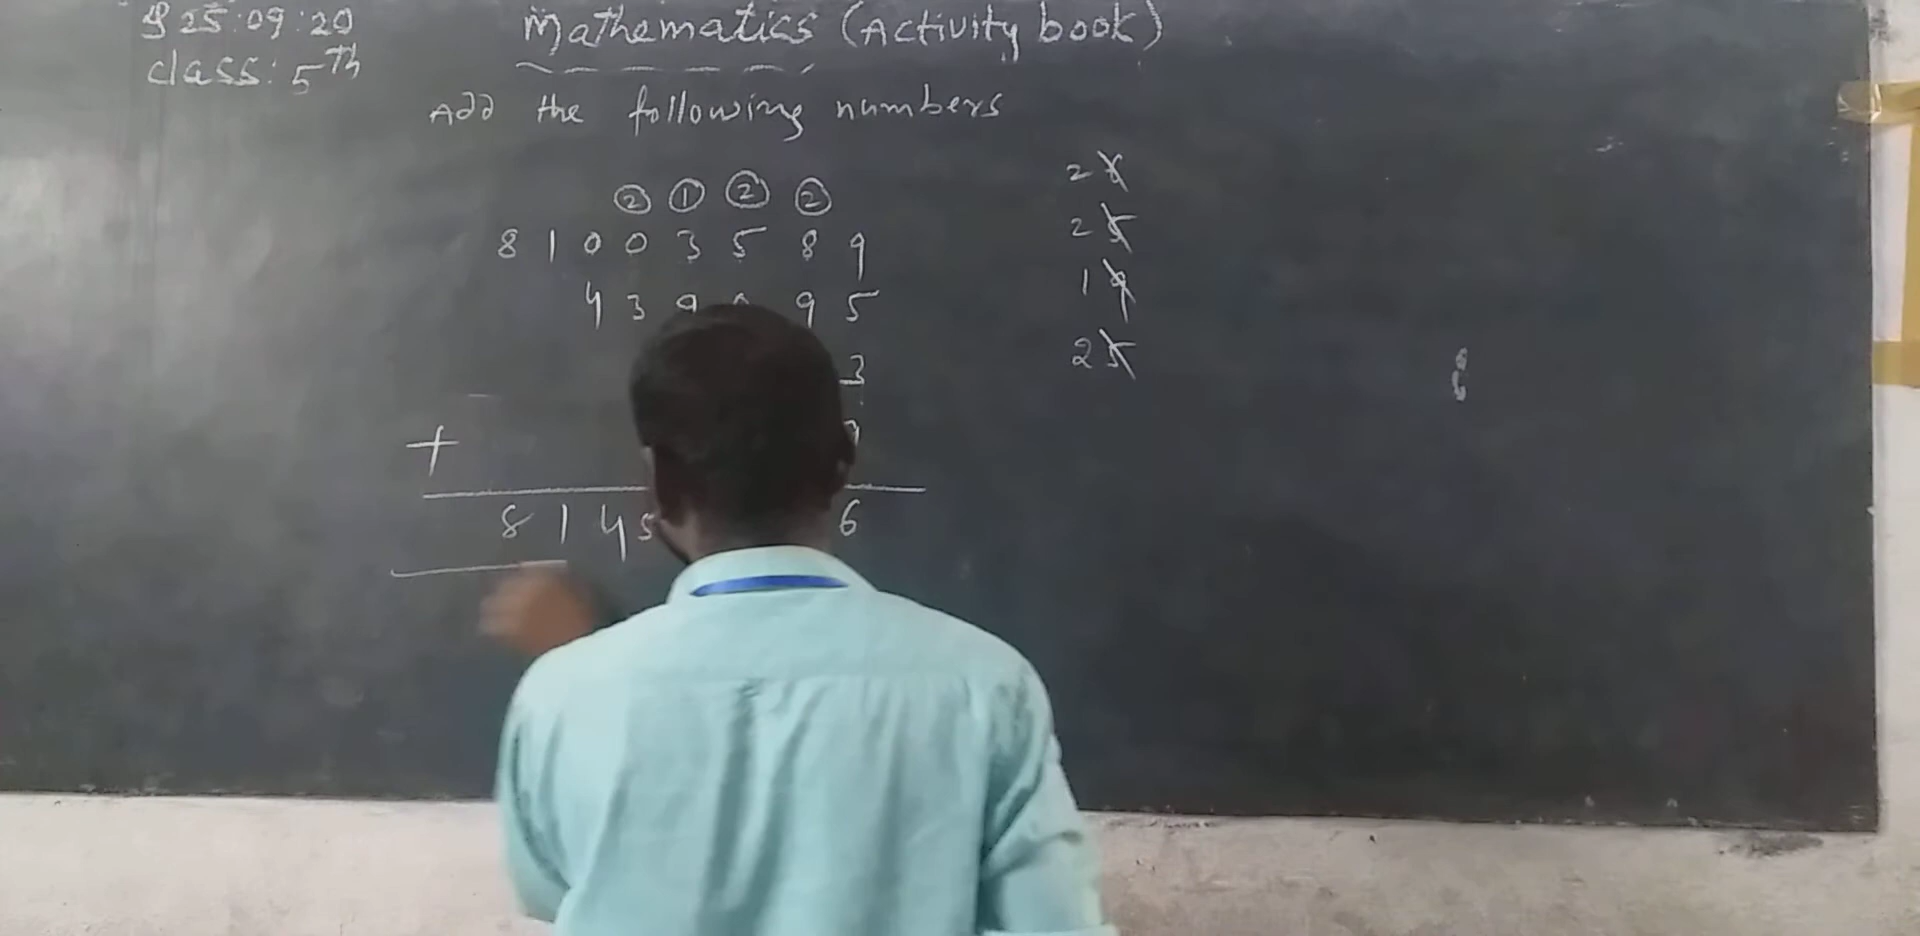 25:09:20
Mathematics (Activity book)
class: 5Th
Add the following numbers
② ① ② ②
8 1 0 0 3 5 8 9
4 3 9 9 5
3
+
8 1 4 5 6
2 6
2 5
1 9
2 5